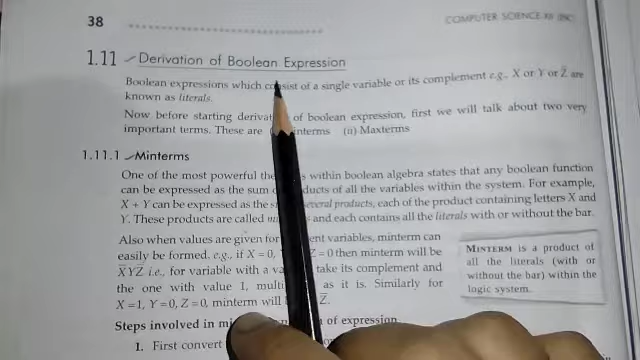 38
COMPUTER SCIENCE-XII (ISC)
1.11 Derivation of Boolean Expression
Boolean expressions which consist of a single variable or its complement e.g., X or Y or Z̅ are
known as literals.
Now before starting derivat of boolean expression, first we will talk about two very
important terms. These are interms (ii) Maxterms
1.11.1 Minterms
One of the most powerful the within boolean algebra states that any boolean function
can be expressed as the sum ducts of all the variables within the system. For example,
X + Y can be expressed as the several products, each of the product containing letters X and
Y. These products are called and each contains all the literals with or without the bar.
Also when values are given for ent variables, minterm can
easily be formed. e.g., if X = 0, Z = 0 then minterm will be
X̅YZ̅ i.e., for variable with a va take its complement and
the one with value 1, multi as it is. Similarly for
X = 1, Y = 0, Z = 0, minterm will Z̅.
MINTERM is a product of
all the literals (with or
without the bar) within the
logic system.
Steps involved in mi of expression
1. First convert